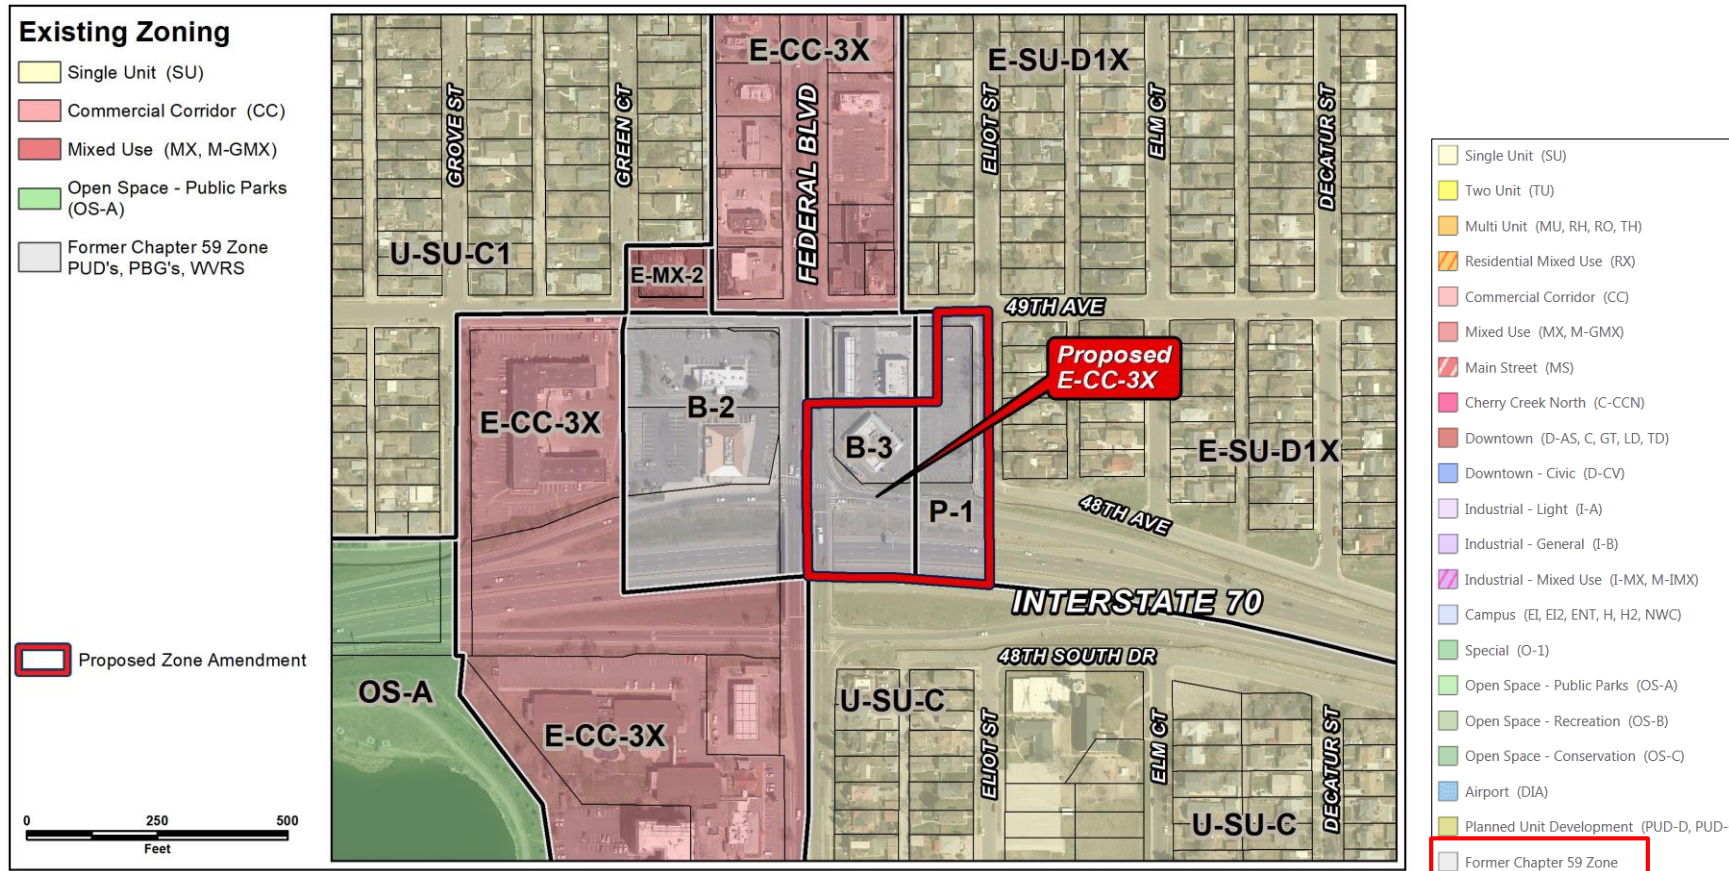 Existing Zoning
Single Unit (SU)
Commercial Corridor (CC)
Mixed Use (MX, M-GMX)
Open Space - Public Parks
(OS-A)
Former Chapter 59 Zone
PUD's, PBG's, WVRS
Proposed Zone Amendment
0 250 500
Feet
E-CC-3X
E-SU-D1X
GROVE ST
GREEN CT
FEDERAL BLVD
ELIOT ST
ELM CT
DECATUR ST
U-SU-C1
E-MX-2
49TH AVE
Proposed
E-CC-3X
E-CC-3X
B-2
B-3
E-SU-D1X
P-1
48TH AVE
INTERSTATE 70
48TH SOUTH DR
OS-A
U-SU-C
E-CC-3X
ELIOT ST
ELM CT
DECATUR ST
U-SU-C
Single Unit (SU)
Two Unit (TU)
Multi Unit (MU, RH, RO, TH)
Residential Mixed Use (RX)
Commercial Corridor (CC)
Mixed Use (MX, M-GMX)
Main Street (MS)
Cherry Creek North (C-CCN)
Downtown (D-AS, C, GT, LD, TD)
Downtown - Civic (D-CV)
Industrial - Light (I-A)
Industrial - General (I-B)
Industrial - Mixed Use (I-MX, M-IMX)
Campus (EI, EI2, ENT, H, H2, NWC)
Special (O-1)
Open Space - Public Parks (OS-A)
Open Space - Recreation (OS-B)
Open Space - Conservation (OS-C)
Airport (DIA)
Planned Unit Development (PUD-D, PUD-
Former Chapter 59 Zone